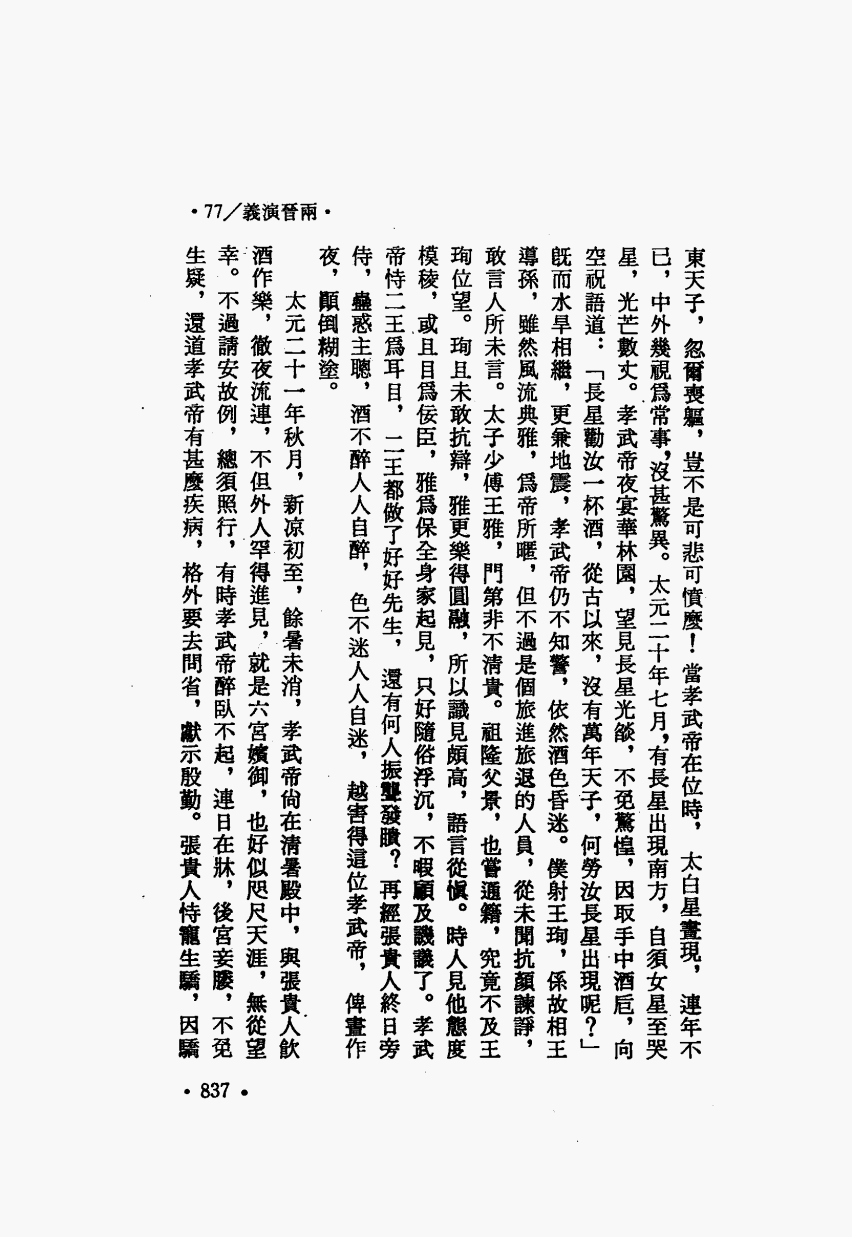 •77/義演晉兩•
東天子，忽爾喪軀，豈不是可悲可憤麼！當孝武帝在位時，太白星晝現，連年不
已，中外幾視爲常事，沒甚驚異。太元二十年七月，有長星出現南方，自須女星至哭
星，光芒數丈。孝武帝夜宴華林園，望見長星光燄，不免驚惶，因取手中酒卮，向
空祝語道：「長星勸汝一杯酒，從古以來，沒有萬年天子，何勞汝長星出現呢？」
旣而水旱相繼，更兼地震，孝武帝仍不知警，依然酒色昏迷。僕射王珣，係故相王
導孫，雖然風流典雅，爲帝所暱，但不過是個旅進旅退的人員，從未聞抗顏諫諍，
敢言人所未言。太子少傅王雅，門第非不清貴。祖隆父景，也嘗通籍，究竟不及王
珣位望。珣且未敢抗辯，雅更樂得圓融，所以識見頗高，語言從愼。時人見他態度
模稜，或且目爲佞臣，雅爲保全身家起見，只好隨俗浮沉，不暇顧及譏議了。孝武
帝恃二王爲耳目，二王都做了好好先生，還有何人振聾發聵？再經張貴人終日旁
侍，蠱惑主聰，酒不醉人人自醉，色不迷人人自迷，越害得這位孝武帝，俾晝作
夜，顚倒糊塗。
太元二十一年秋月，新凉初至，餘暑未消，孝武帝尙在清暑殿中，與張貴人飲
酒作樂，徹夜流連，不但外人罕得進見，就是六宮嬪御，也好似咫尺天涯，無從望
幸。不過請安故例，總須照行，有時孝武帝醉臥不起，連日在牀，後宮妾媵，不免
生疑，還道孝武帝有甚麼疾病，格外要去問省，獻示殷勤。張貴人恃寵生驕，因驕
•837•